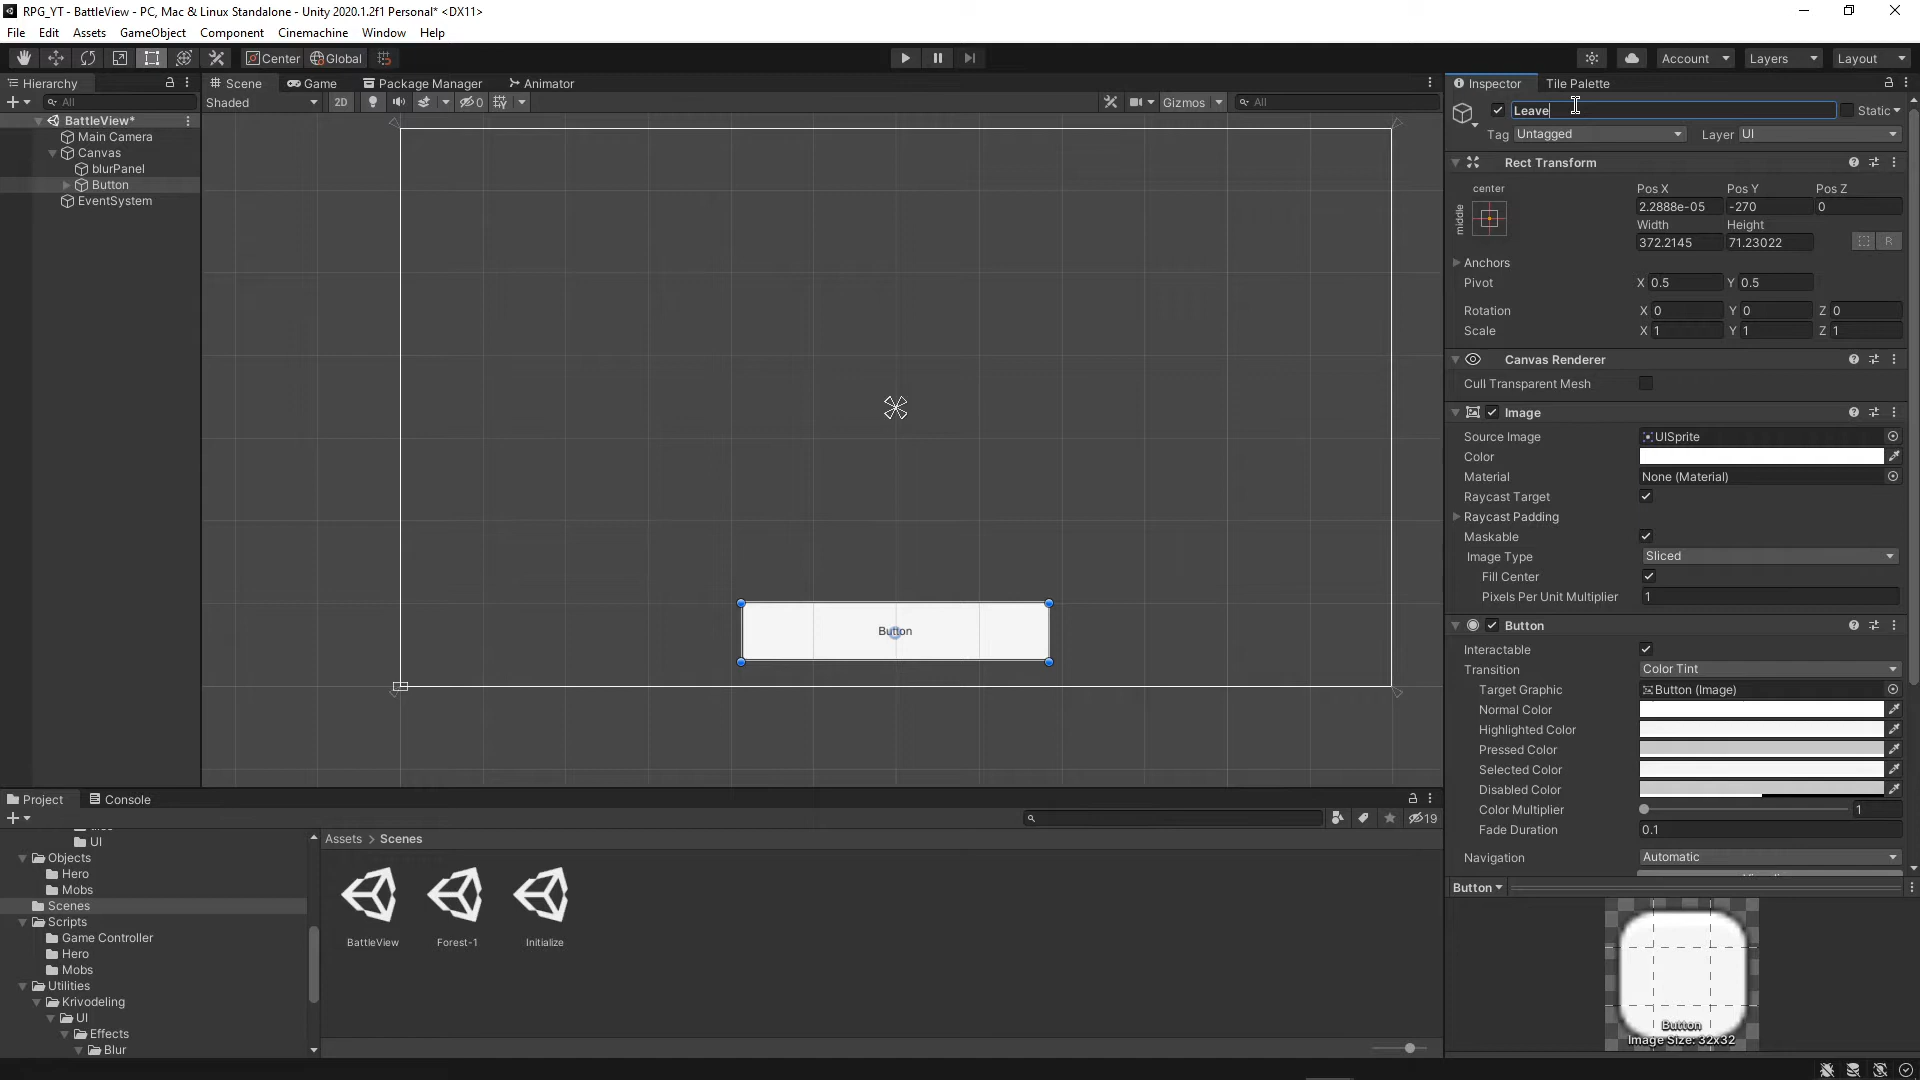 RPG_YT - BattleView - PC, Mac & Linux Standalone - Unity 2020.1.2f1 Personal* <DX11>
File Edit Assets GameObject Component Cinemachine Window Help
Center Global Account Layers Layout
Hierarchy
All
BattleView*
Main Camera
Canvas
blurPanel
Button
EventSystem
Scene Game Package Manager Animator
Shaded 2D 0 Gizmos All
Button
Inspector Tile Palette
Leave Static
Tag Untagged Layer UI
Rect Transform
center
middle
Pos X Pos Y Pos Z
2.2888e-05 -270 0
Width Height
372.2145 71.23022 R
Anchors
Pivot X 0.5 Y 0.5
Rotation X 0 Y 0 Z 0
Scale X 1 Y 1 Z 1
Canvas Renderer
Cull Transparent Mesh
Image
Source Image UISprite
Color
Material None (Material)
Raycast Target
Raycast Padding
Maskable
Image Type Sliced
Fill Center
Pixels Per Unit Multiplier 1
Button
Interactable
Transition Color Tint
Target Graphic Button (Image)
Normal Color
Highlighted Color
Pressed Color
Selected Color
Disabled Color
Color Multiplier 1
Fade Duration 0.1
Navigation Automatic
Button
Button
Image Size: 32x32
Project Console
19
UI
Objects
Hero
Mobs
Scenes
Scripts
Game Controller
Hero
Mobs
Utilities
Krivodeling
UI
Effects
Blur
Assets > Scenes
BattleView Forest-1 Initialize